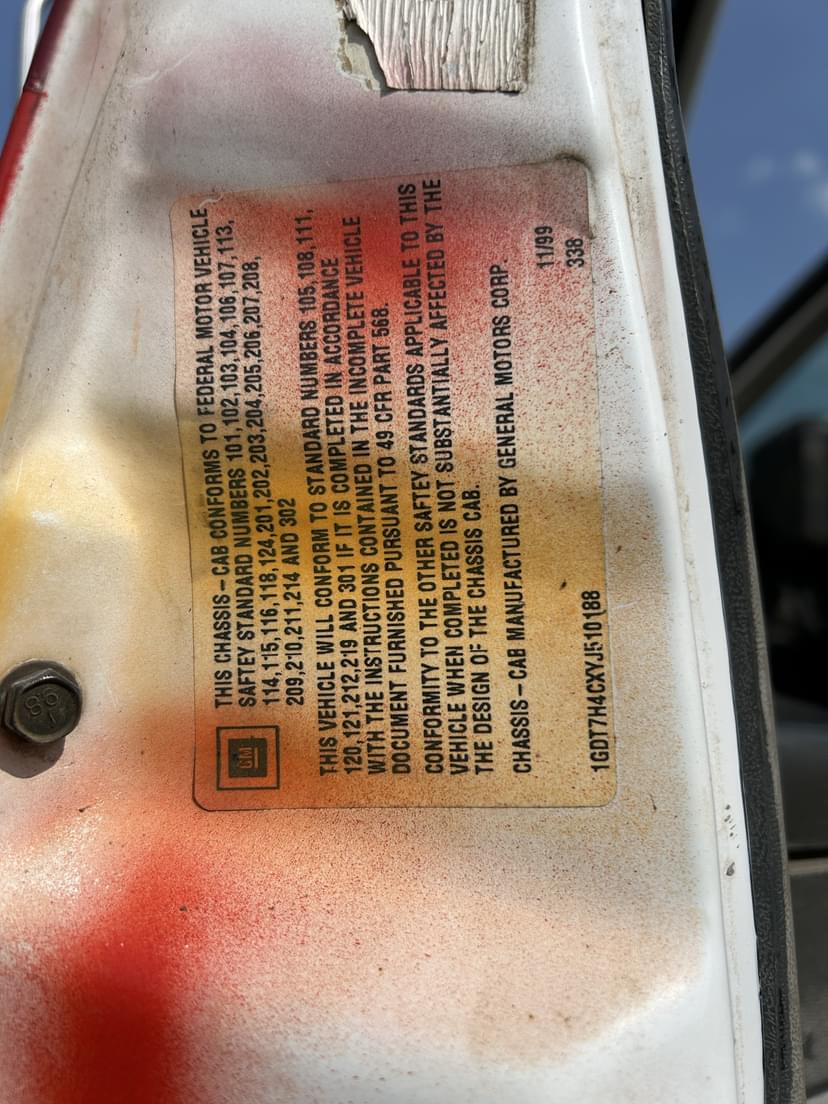 GM
THIS CHASSIS-CAB CONFORMS TO FEDERAL MOTOR VEHICLE
SAFTEY STANDARD NUMBERS 101,102,103,104,106,107,113,
114,115,116,118,124,201,202,203,204,205,206,207,208,
209,210,211,214 AND 302
THIS VEHICLE WILL CONFORM TO STANDARD NUMBERS 105,108,111,
120,121,212,219 AND 301 IF IT IS COMPLETED IN ACCORDANCE
WITH THE INSTRUCTIONS CONTAINED IN THE INCOMPLETE VEHICLE
DOCUMENT FURNISHED PURSUANT TO 49 CFR PART 568.
CONFORMITY TO THE OTHER SAFTEY STANDARDS APPLICABLE TO THIS
VEHICLE WHEN COMPLETED IS NOT SUBSTANTIALLY AFFECTED BY THE
THE DESIGN OF THE CHASSIS CAB.
CHASSIS-CAB MANUFACTURED BY GENERAL MOTORS CORP.
11/99
338
1GDT7H4CXYJ510188